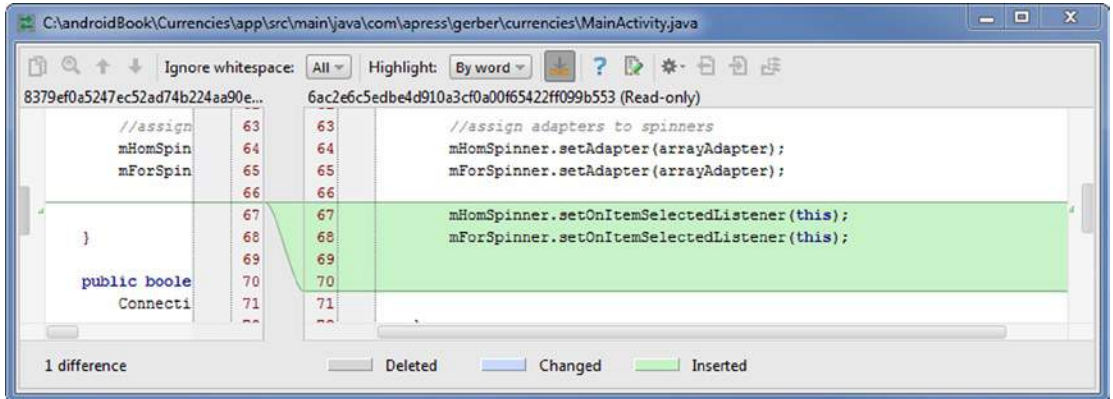 C:\androidBook\Currencies\app\src\main\java\com\apress\gerber\currencies\MainActivity.java
Ignore whitespace: All Highlight: By word ?
8379ef0a5247ec52ad74b224aa90e... 6ac2e6c5edbe4d910a3cf0a00f65422ff099b553 (Read-only)
//assign 63 63 //assign adapters to spinners
mHomSpin 64 64 mHomSpinner.setAdapter(arrayAdapter);
mForSpin 65 65 mForSpinner.setAdapter(arrayAdapter);
66 66
67 67 mHomSpinner.setOnItemSelectedListener(this);
} 68 68 mForSpinner.setOnItemSelectedListener(this);
69 69
public boole 70 70
Connecti 71 71
1 difference Deleted Changed Inserted